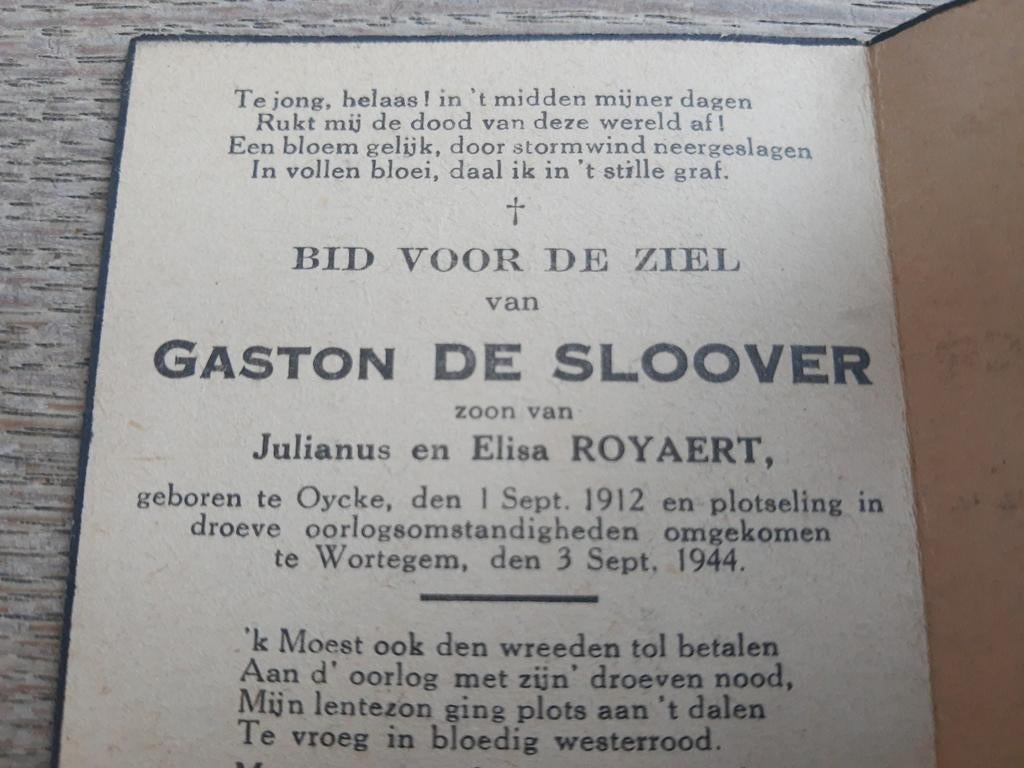 Te jong, helaas! in 't midden mijner dagen
Rukt mij de dood van deze wereld af!
Een bloem gelijk, door stormwind neergeslagen
In vollen bloei, daal ik in 't stille graf.
†
BID VOOR DE ZIEL
van
GASTON DE SLOOVER
zoon van
Julianus en Elisa ROYAERT,
geboren te Oycke, den 1 Sept. 1912 en plotseling in
droeve oorlogsomstandigheden omgekomen
te Wortegem, den 3 Sept. 1944.
'k Moest ook den wreeden tol betalen
Aan d' oorlog met zijn' droeven nood,
Mijn lentezon ging plots aan 't dalen
Te vroeg in bloedig westerrood.